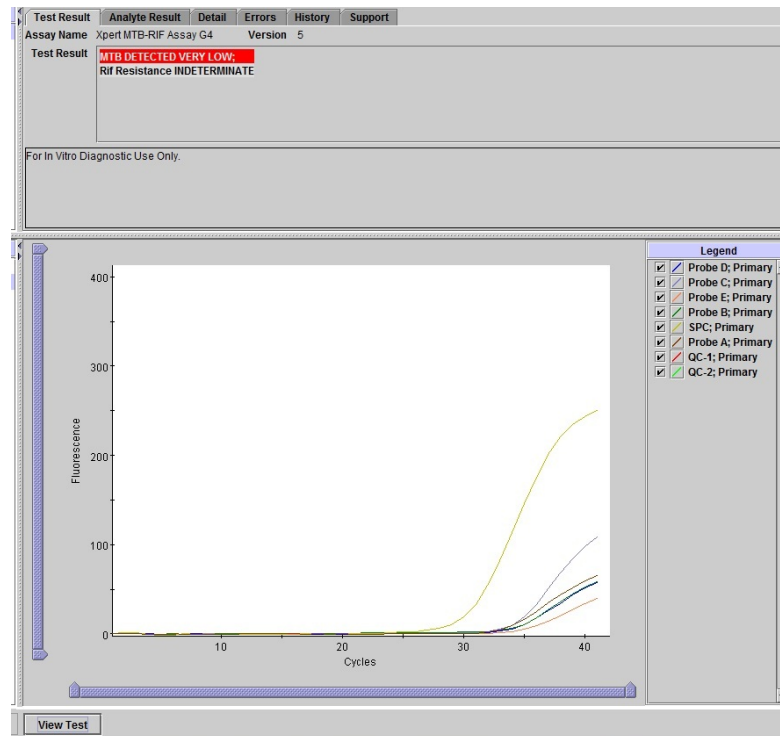 Test Result Analyte Result Detail Errors History Support
Assay Name Xpert MTB-RIF Assay G4 Version 5
Test Result MTB DETECTED VERY LOW;
Rif Resistance INDETERMINATE
For In Vitro Diagnostic Use Only.
Legend
Probe D; Primary
Probe C; Primary
Probe E; Primary
Probe B; Primary
SPC; Primary
Probe A; Primary
QC-1; Primary
QC-2; Primary
400
300
200
100
0
Fluorescence
10 20 30 40
Cycles
View Test